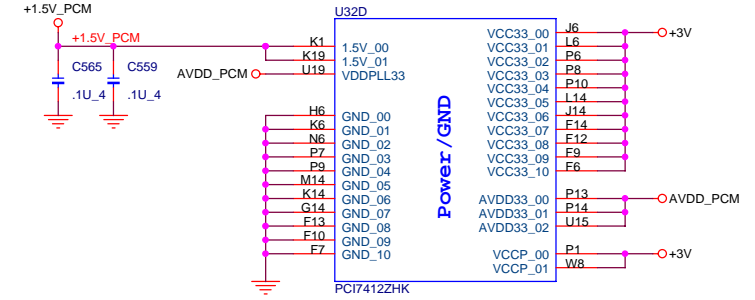 +1.5V_PCM
U32D
+1.5V_PCM
C565
C559
.1U_4
.1U_4
AVDD_PCM
K1 1.5V_00
K19 1.5V_01
U19 VDDPLL33
H6 GND_00
K6 GND_01
N6 GND_02
P7 GND_03
P9 GND_04
M14 GND_05
K14 GND_06
G14 GND_07
F13 GND_08
F10 GND_09
F7 GND_10
Power/GND
VCC33_00 J6 +3V
VCC33_01 L6
VCC33_02 P6
VCC33_03 P8
VCC33_04 P10
VCC33_05 L14
VCC33_06 J14
VCC33_07 F14
VCC33_08 F12
VCC33_09 F9
VCC33_10 F6
AVDD33_00 P13 AVDD_PCM
AVDD33_01 P14
AVDD33_02 U15
VCCP_00 P1 +3V
VCCP_01 W8
PCI7412ZHK